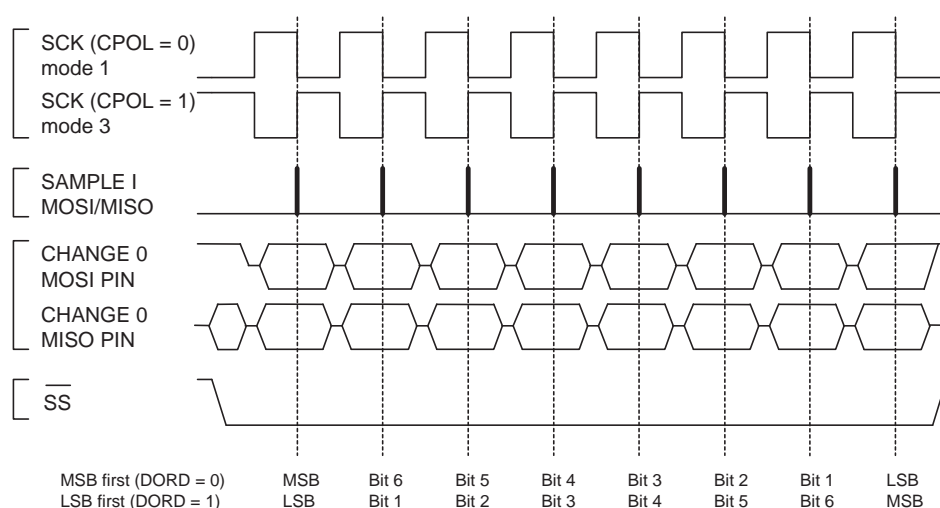 SCK (CPOL = 0)
mode 1
SCK (CPOL = 1)
mode 3
SAMPLE I
MOSI/MISO
CHANGE 0
MOSI PIN
CHANGE 0
MISO PIN
SS
MSB first (DORD = 0) MSB Bit 6 Bit 5 Bit 4 Bit 3 Bit 2 Bit 1 LSB
LSB first (DORD = 1) LSB Bit 1 Bit 2 Bit 3 Bit 4 Bit 5 Bit 6 MSB